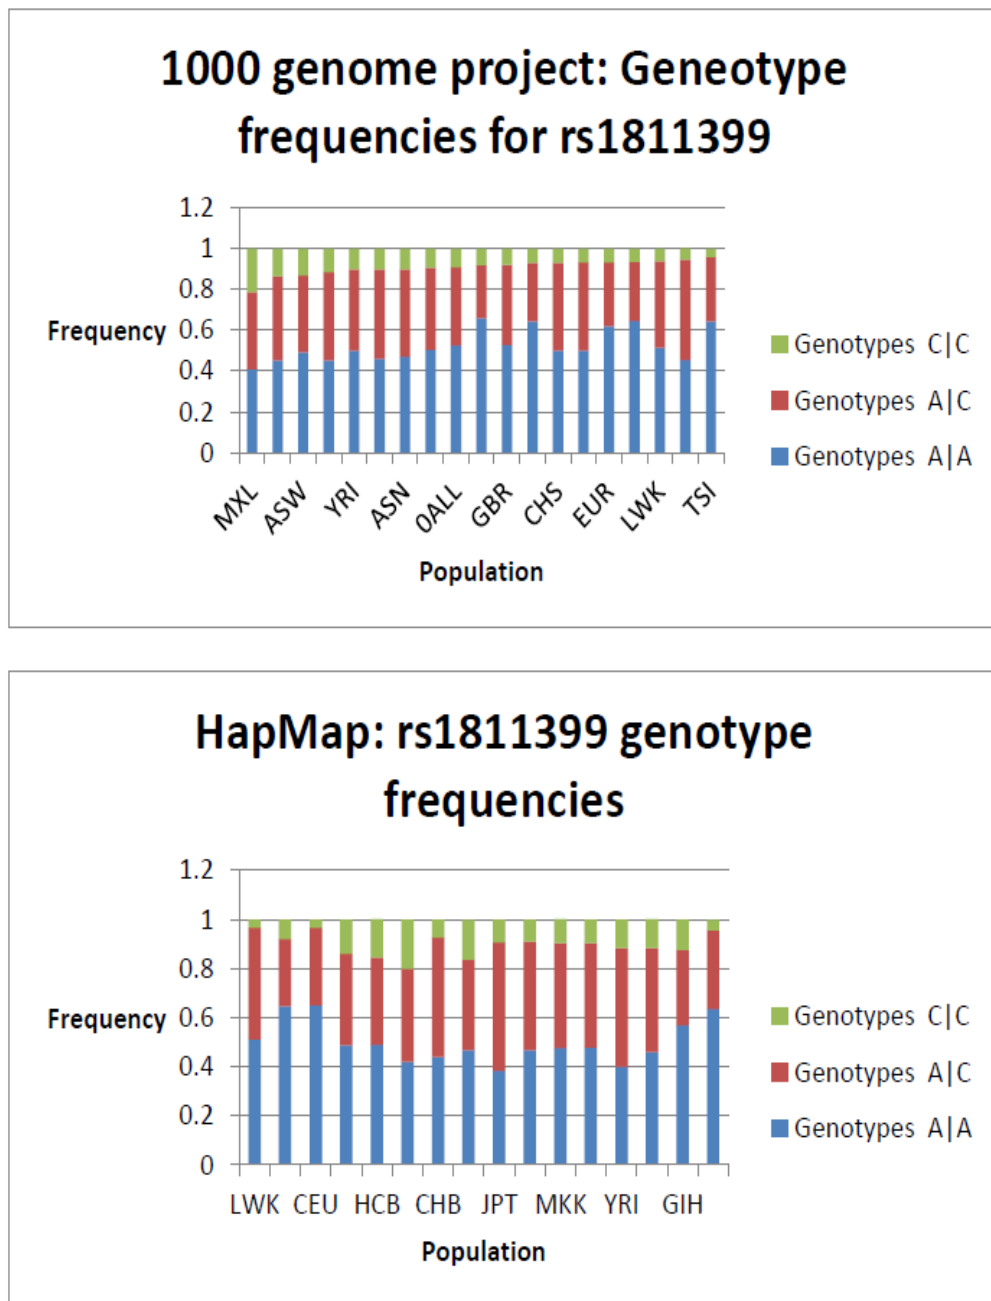 1000 genome project: Geneotype
frequencies for rs1811399
1.2
1
0.8
0.6
0.4
0.2
0
Frequency
MXL
ASW
YRI
ASN
0ALL
GBR
CHS
EUR
LWK
TSI
Population
Genotypes C|C
Genotypes A|C
Genotypes A|A
HapMap: rs1811399 genotype
frequencies
1.2
1
0.8
0.6
0.4
0.2
0
Frequency
LWK CEU HCB CHB JPT MKK YRI GIH
Population
Genotypes C|C
Genotypes A|C
Genotypes A|A